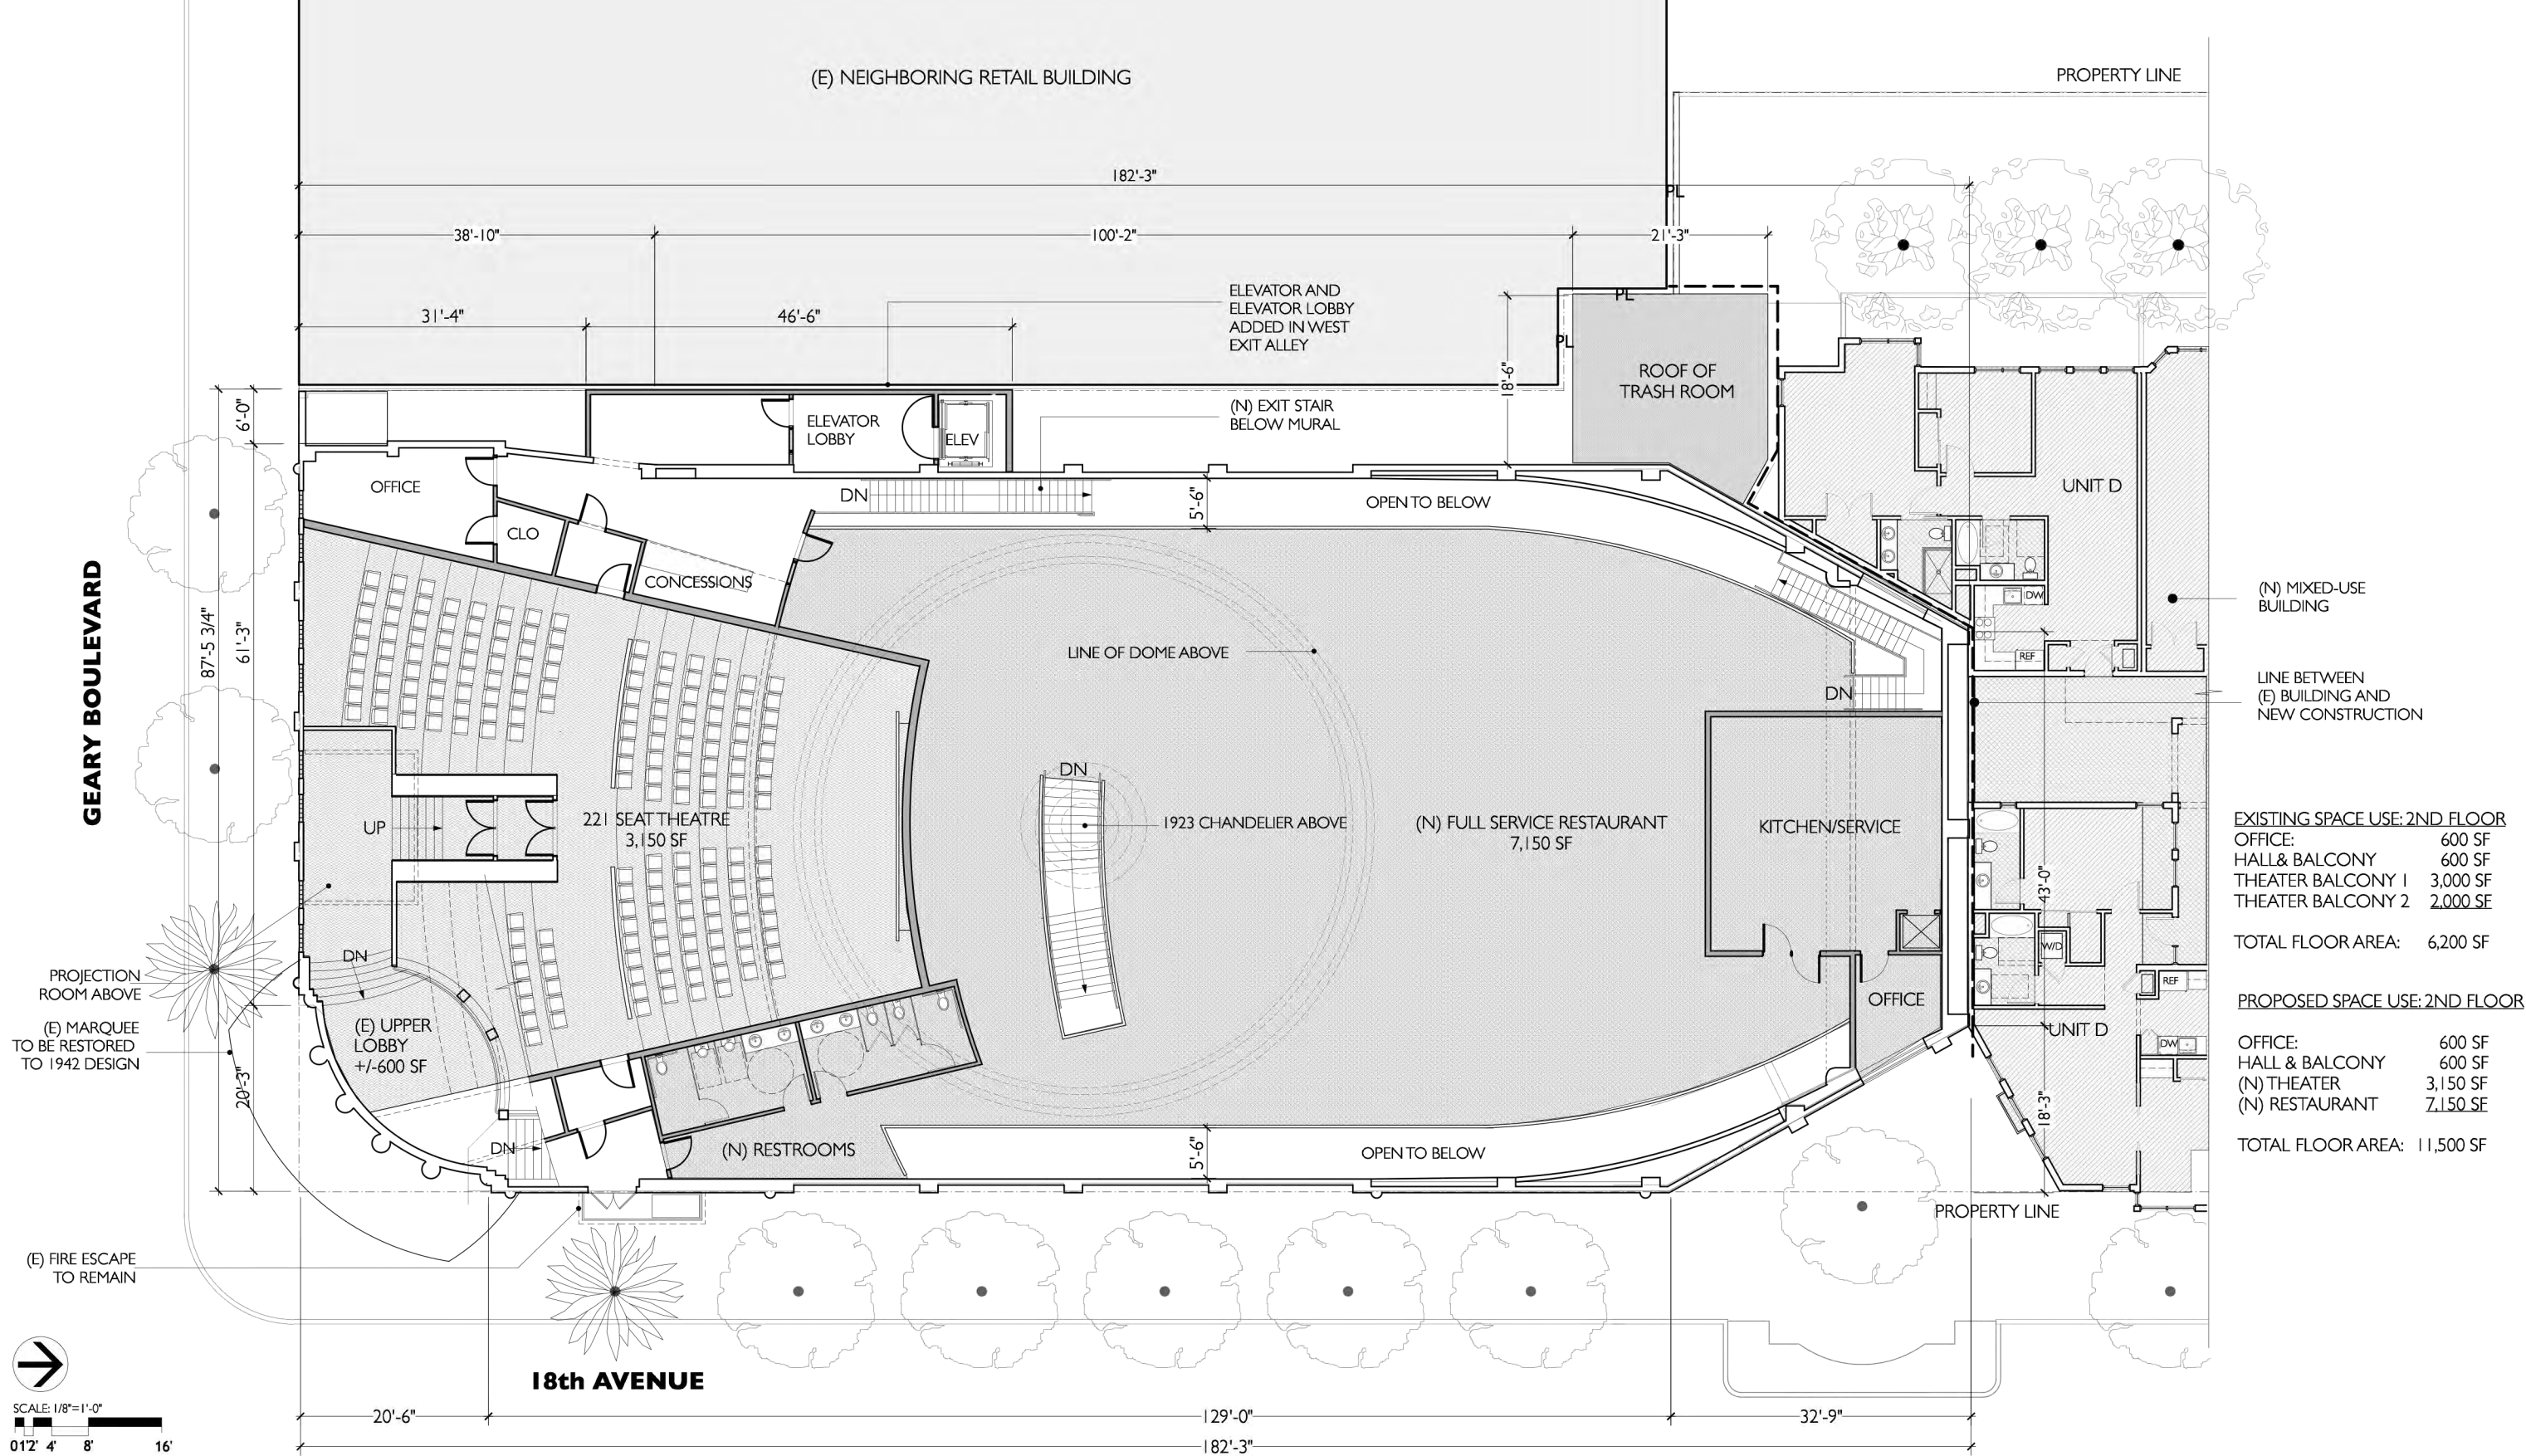 (E) NEIGHBORING RETAIL BUILDING
PROPERTY LINE
182'-3"
PL
38'-10"
100'-2"
21'-3"
ELEVATOR AND
ELEVATOR LOBBY
ADDED IN WEST
EXIT ALLEY
PL
31'-4"
46'-6"
PL
18'-6"
ROOF OF
TRASH ROOM
6'-0"
ELEVATOR
LOBBY
ELEV
(N) EXIT STAIR
BELOW MURAL
OFFICE
DN
5'-6"
OPEN TO BELOW
UNIT D
CLO
CONCESSIONS
GEARY BOULEVARD
87'-5 3/4"
61'-3"
DW
REF
(N) MIXED-USE
BUILDING
LINE OF DOME ABOVE
DN
LINE BETWEEN
(E) BUILDING AND
NEW CONSTRUCTION
DN
UP
221 SEAT THEATRE
3,150 SF
1923 CHANDELIER ABOVE
(N) FULL SERVICE RESTAURANT
7,150 SF
KITCHEN/SERVICE
43'-0"
EXISTING SPACE USE: 2ND FLOOR
OFFICE: 600 SF
HALL& BALCONY 600 SF
THEATER BALCONY 1 3,000 SF
THEATER BALCONY 2 2,000 SF
TOTAL FLOOR AREA: 6,200 SF
W/D
REF
DN
PROJECTION
ROOM ABOVE
OFFICE
(E) MARQUEE
TO BE RESTORED
TO 1942 DESIGN
(E) UPPER
LOBBY
+/-600 SF
UNIT D
DW
PROPOSED SPACE USE: 2ND FLOOR
OFFICE: 600 SF
HALL & BALCONY 600 SF
(N) THEATER 3,150 SF
(N) RESTAURANT 7,150 SF
TOTAL FLOOR AREA: 11,500 SF
20'-3"
18'-3"
DN
(N) RESTROOMS
5'-6"
OPEN TO BELOW
PROPERTY LINE
(E) FIRE ESCAPE
TO REMAIN
18th AVENUE
SCALE: 1/8"=1'-0"
0 1' 2' 4' 8' 16'
20'-6"
129'-0"
32'-9"
182'-3"